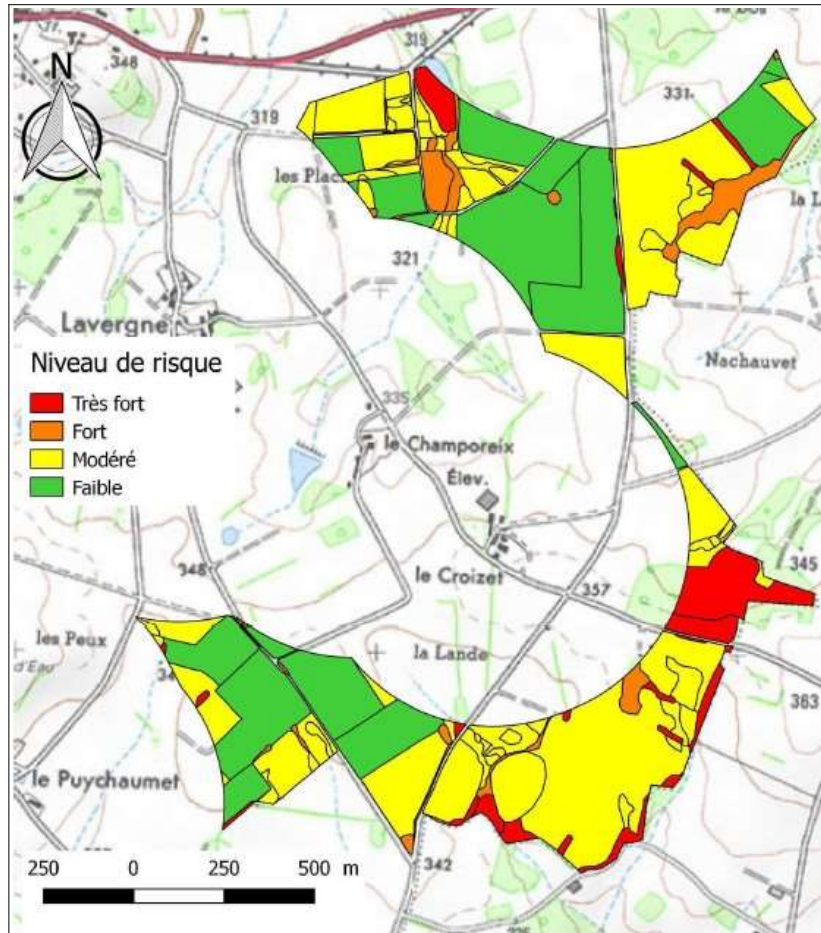 319
348
N
331
319
les Plac
la L
321
Lavergne
Nachauvet
Niveau de risque
Très fort
Fort
Modéré
Faible
335
le Champoreix
Élev.
348
le Croizet
345
357
les Peux
la Lande
d'Eau
363
le Puychaumet
250 0 250 500 m
342